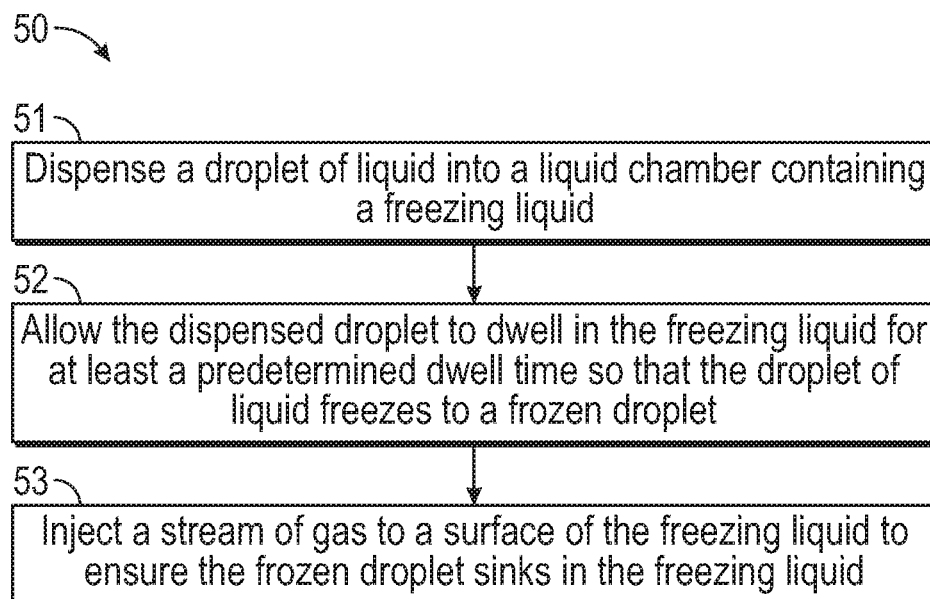 50
51
Dispense a droplet of liquid into a liquid chamber containing
a freezing liquid
52
Allow the dispensed droplet to dwell in the freezing liquid for
at least a predetermined dwell time so that the droplet of
liquid freezes to a frozen droplet
53
Inject a stream of gas to a surface of the freezing liquid to
ensure the frozen droplet sinks in the freezing liquid